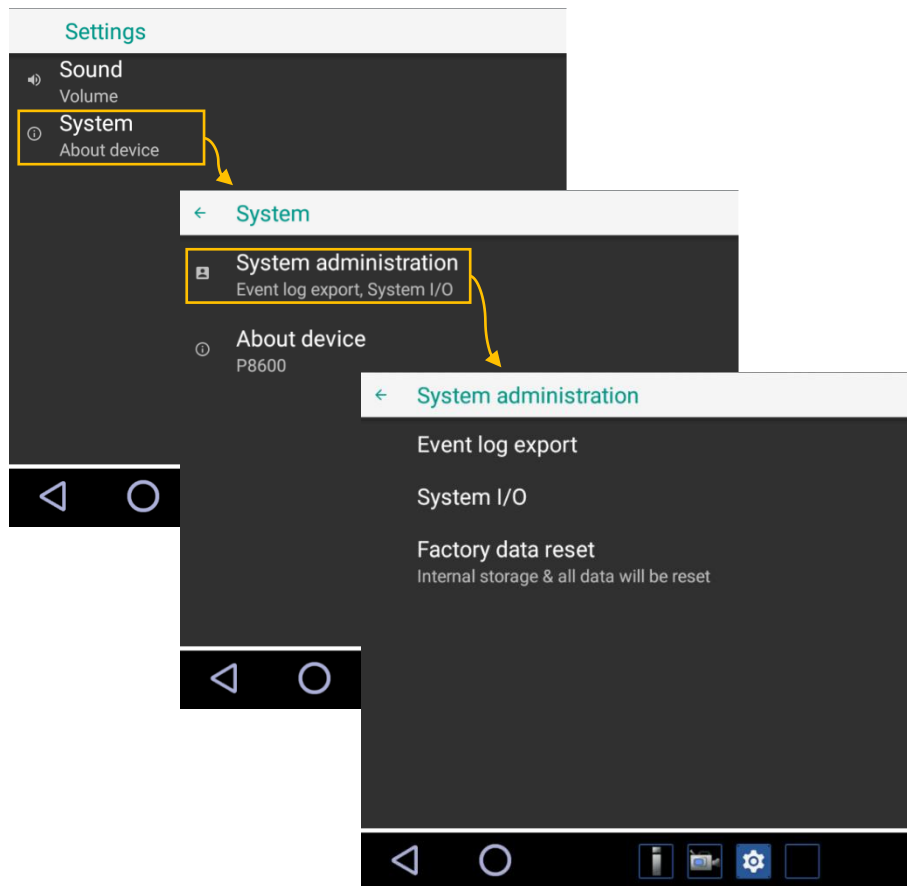 Settings
Sound
Volume
System
About device
System
System administration
Event log export, System I/O
About device
P8600
System administration
Event log export
System I/O
Factory data reset
Internal storage & all data will be reset